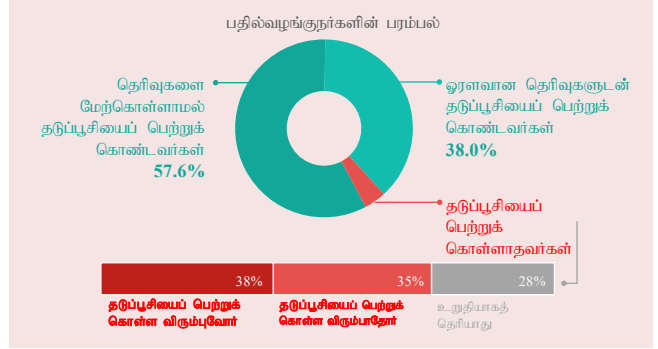 பதில்வழங்குநர்களின் பரம்பல்
தெரிவுகளை
மேற்கொள்ளாமல்
தடுப்பூசியைப் பெற்றுக்
கொண்டவர்கள்
57.6%
ஓரளவான தெரிவுகளுடன்
தடுப்பூசியைப் பெற்றுக்
கொண்டவர்கள்
38.0%
தடுப்பூசியைப்
பெற்றுக்
கொள்ளாதவர்கள்
38%
35%
28%
தடுப்பூசியைப் பெற்றுக்
கொள்ள விரும்புவோர்
தடுப்பூசியைப் பெற்றுக்
கொள்ள விரும்பாதோர்
உறுதியாகத்
தெரியாது